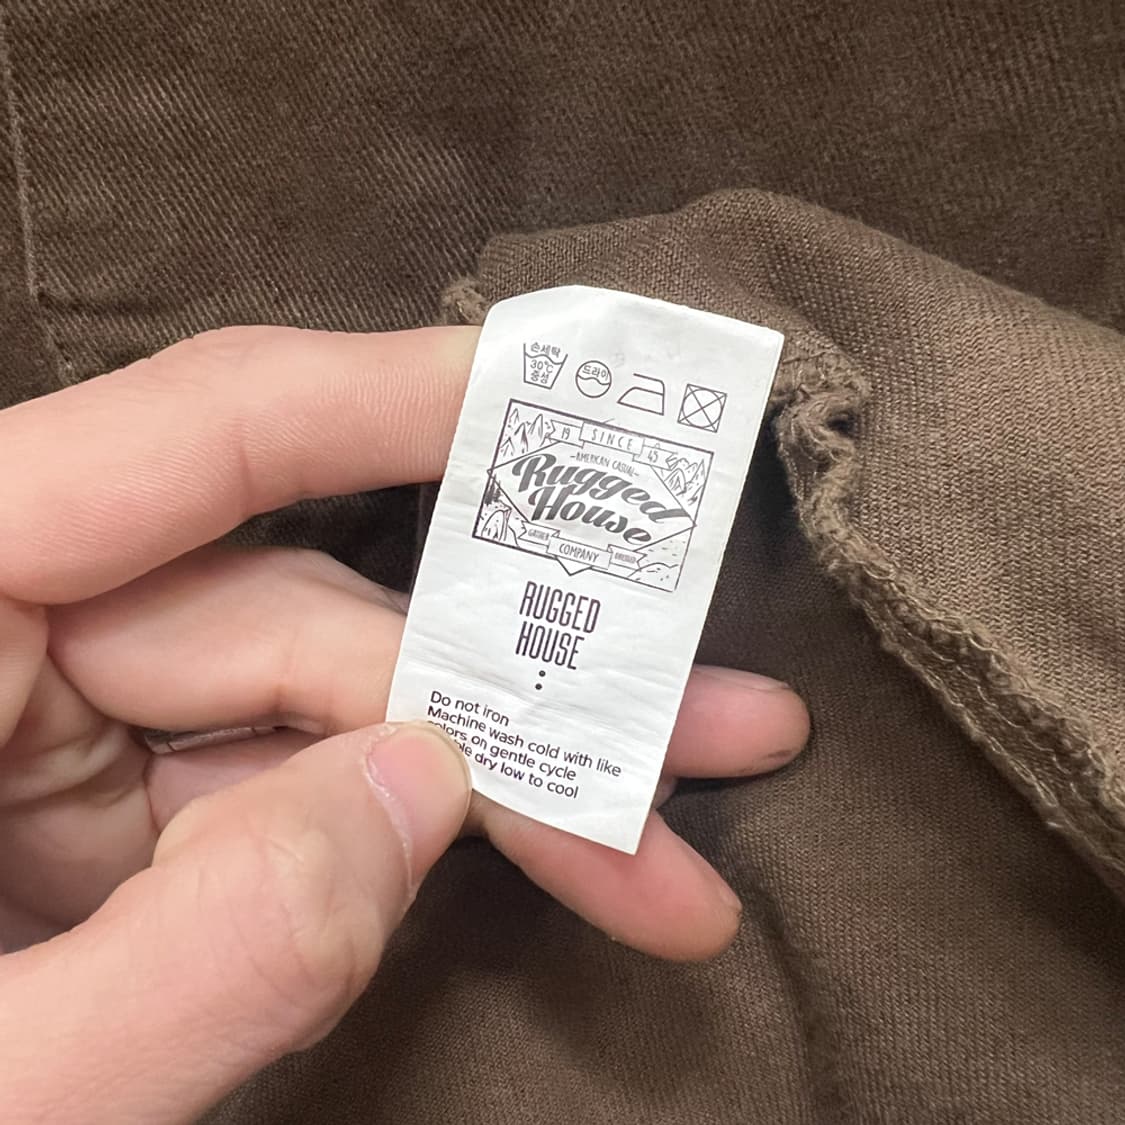 손세탁
30℃
중성
드라이
19 SINCE 45
-AMERICAN CASUAL-
Rugged
House
GATHER COMPANY
RUGGED
HOUSE
:
Do not iron
Machine wash cold with like
colors on gentle cycle
dry low to cool